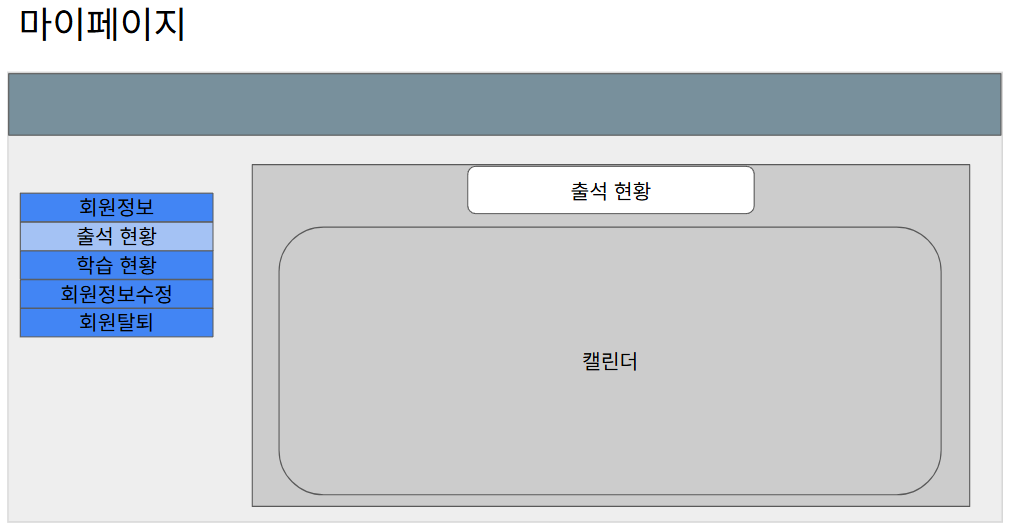 마이페이지
회원정보
출석 현황
학습 현황
회원정보수정
회원탈퇴
출석 현황
캘린더